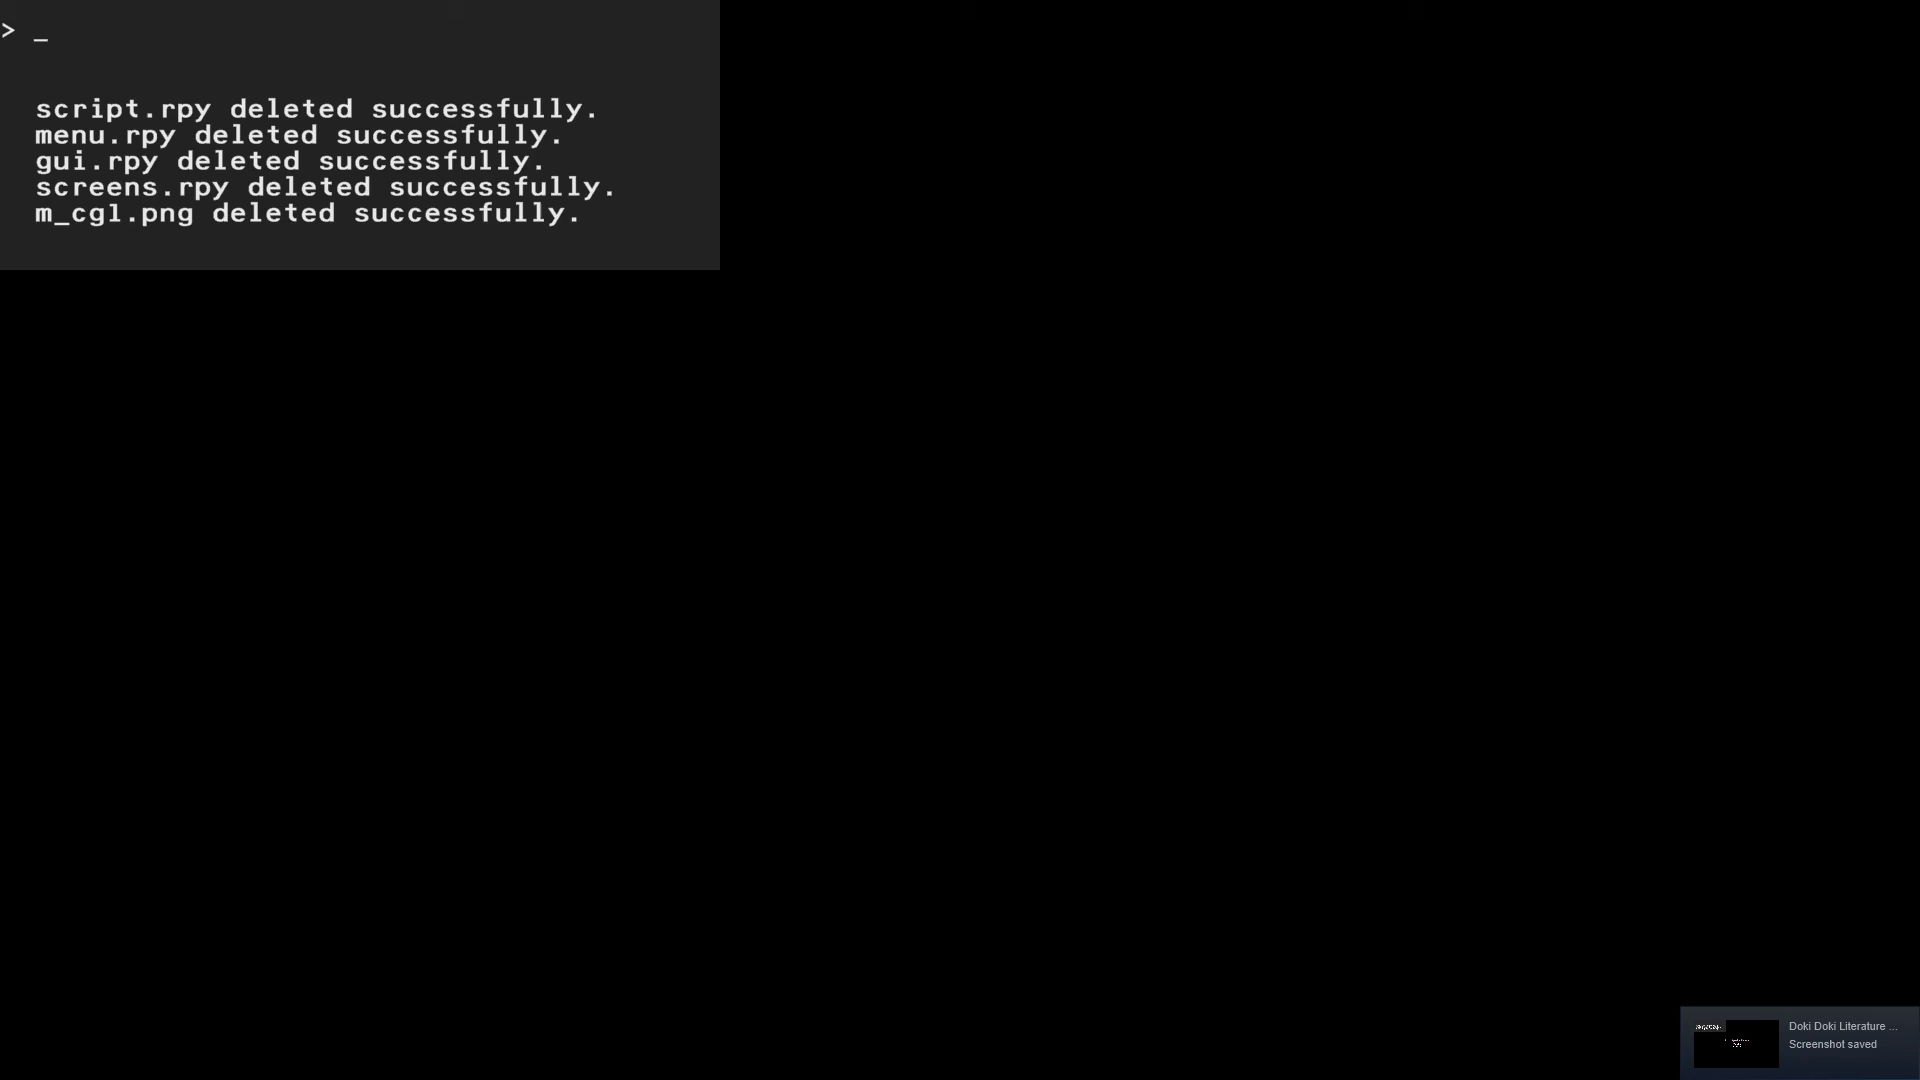 > _
script.rpy deleted successfully.
menu.rpy deleted successfully.
gui.rpy deleted successfully.
screens.rpy deleted successfully.
m_cgl.png deleted successfully.
Doki Doki Literature ...
Screenshot saved